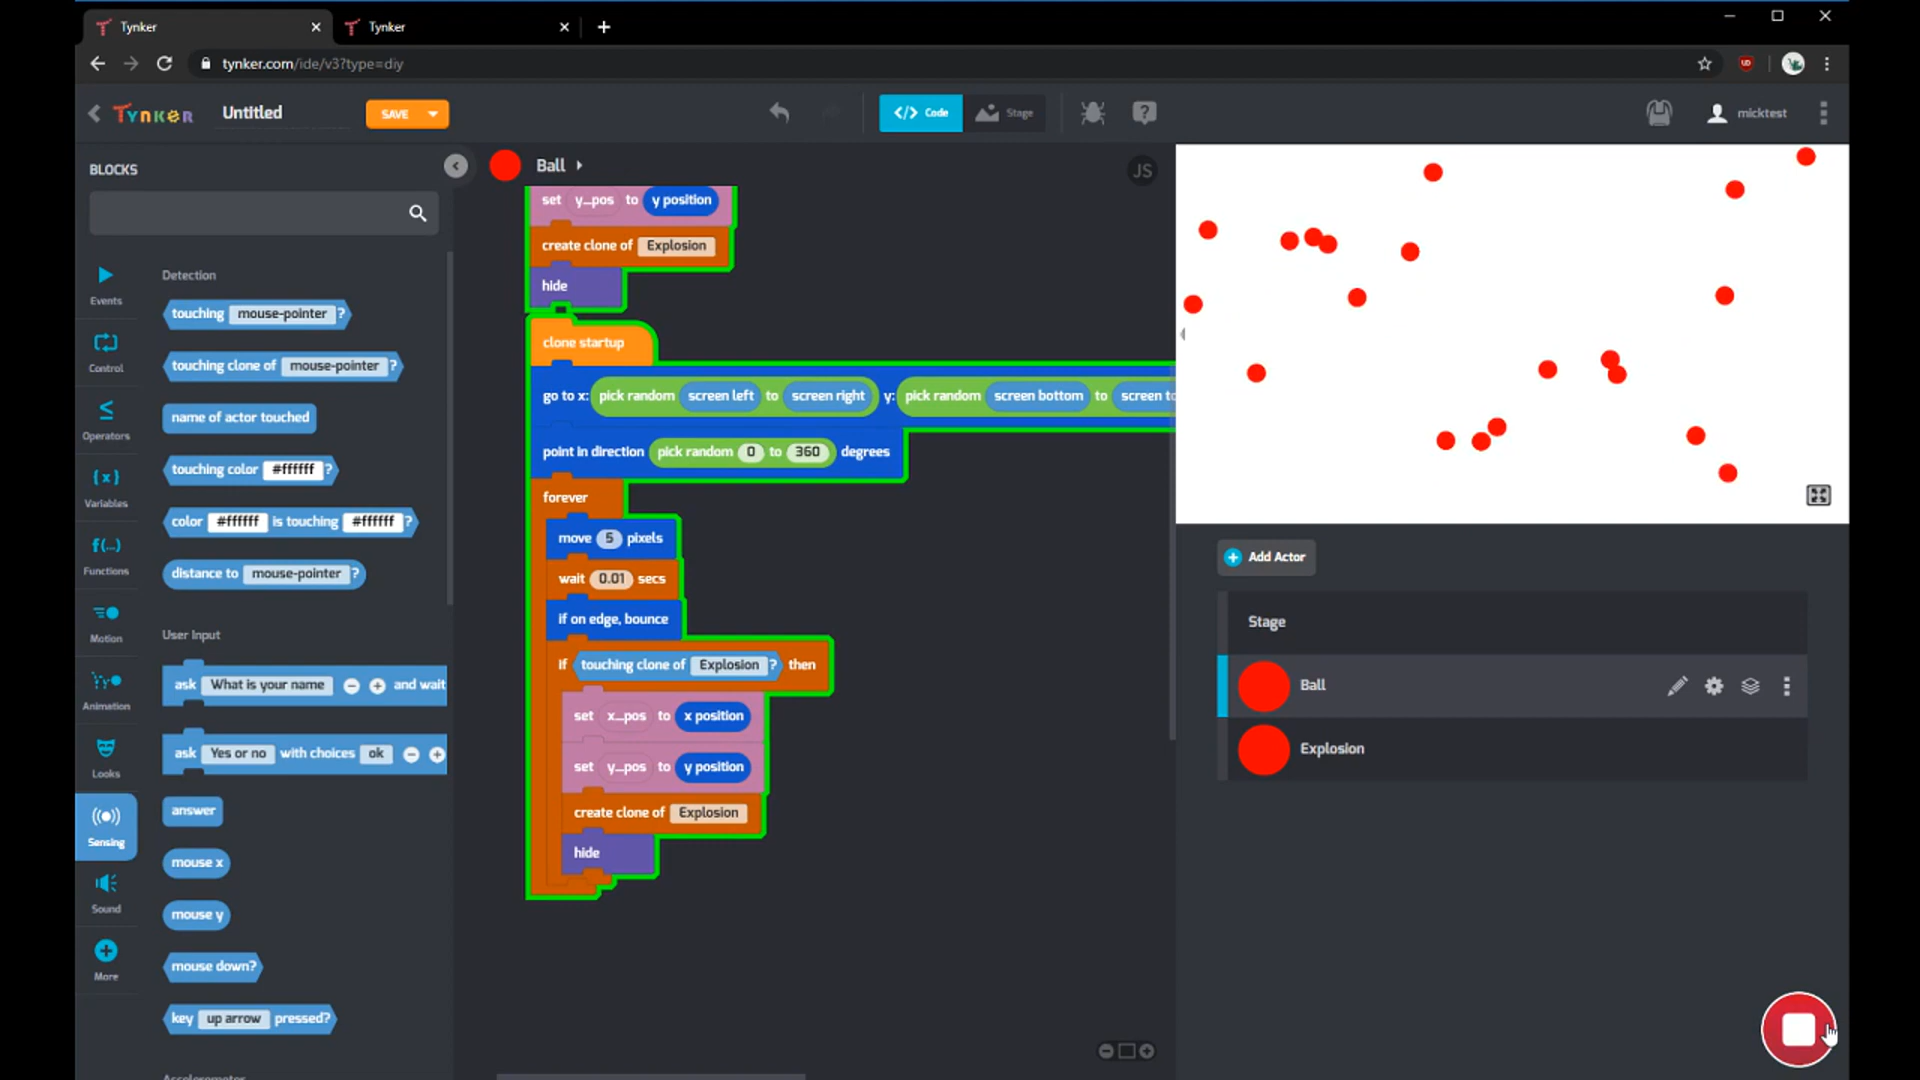 Tynker
Tynker
tynker.com/ide/v3?type=diy
TYNKER
Untitled
SAVE
Code
Stage
micktest
BLOCKS
Events
Control
Operators
{x}
Variables
f(...)
Functions
Motion
Animation
Looks
Sensing
Sound
More
Detection
touching mouse-pointer ?
touching clone of mouse-pointer ?
name of actor touched
touching color #ffffff ?
color #ffffff is touching #ffffff ?
distance to mouse-pointer ?
User Input
ask What is your name and wait
ask Yes or no with choices ok
answer
mouse x
mouse y
mouse down?
key up arrow pressed?
Ball
JS
set y_pos to y position
create clone of Explosion
hide
clone startup
go to x: pick random screen left to screen right y: pick random screen bottom to screen to
point in direction pick random 0 to 360 degrees
forever
move 5 pixels
wait 0.01 secs
if on edge, bounce
If touching clone of Explosion ? then
set x_pos to x position
set y_pos to y position
create clone of Explosion
hide
Add Actor
Stage
Ball
Explosion